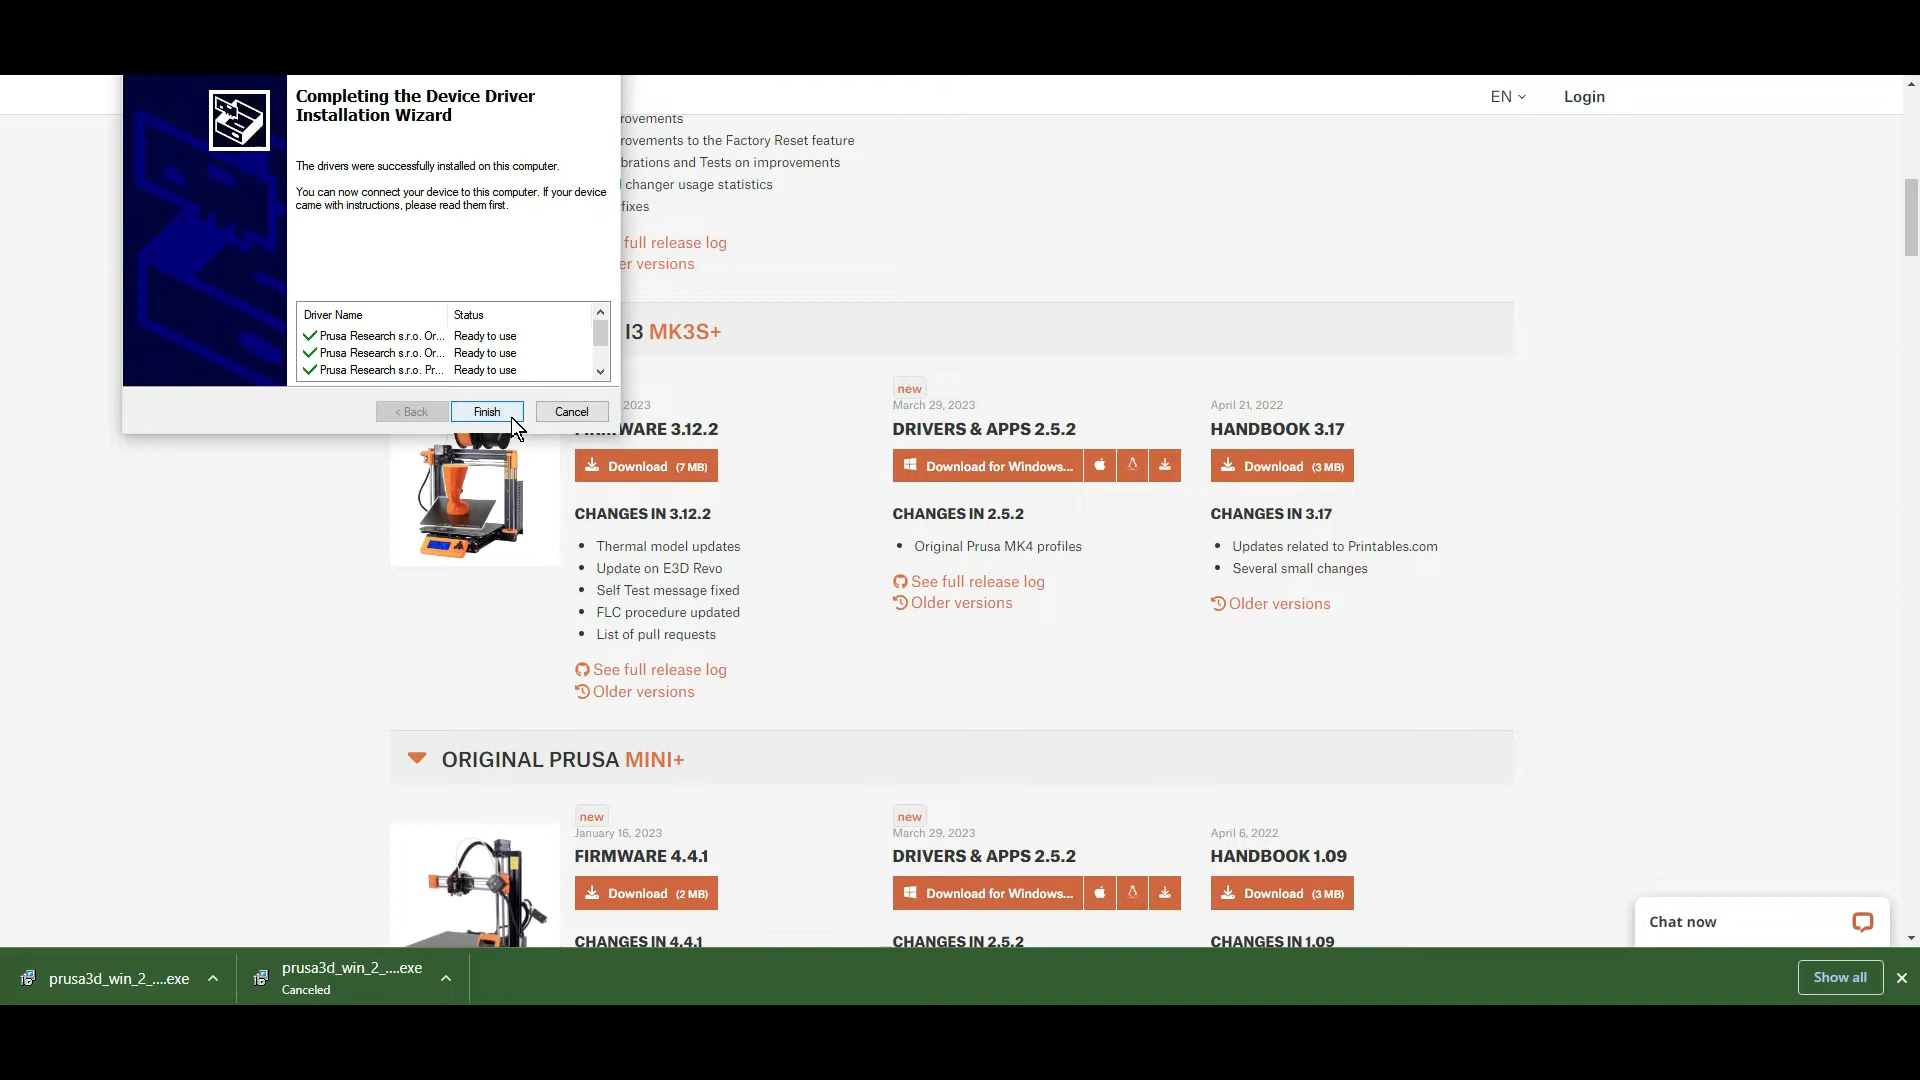 Completing the Device Driver
Installation Wizard
The drivers were successfully installed on this computer.
You can now connect your device to this computer. If your device
came with instructions, please read them first.
Driver Name Status
Prusa Research s.r.o. Or... Ready to use
Prusa Research s.r.o. Or... Ready to use
Prusa Research s.r.o. Pr... Ready to use
< Back Finish Cancel
EN Login
rovements
rovements to the Factory Reset feature
brations and Tests on improvements
changer usage statistics
fixes
full release log
er versions
I3 MK3S+
2023
WARE 3.12.2
Download (7 MB)
CHANGES IN 3.12.2
Thermal model updates
Update on E3D Revo
Self Test message fixed
FLC procedure updated
List of pull requests
See full release log
Older versions
new
March 29, 2023
DRIVERS & APPS 2.5.2
Download for Windows...
CHANGES IN 2.5.2
Original Prusa MK4 profiles
See full release log
Older versions
April 21, 2022
HANDBOOK 3.17
Download (3 MB)
CHANGES IN 3.17
Updates related to Printables.com
Several small changes
Older versions
ORIGINAL PRUSA MINI+
new
January 16, 2023
FIRMWARE 4.4.1
Download (2 MB)
CHANGES IN 4.4.1
new
March 29, 2023
DRIVERS & APPS 2.5.2
Download for Windows...
CHANGES IN 2.5.2
April 6, 2022
HANDBOOK 1.09
Download (3 MB)
CHANGES IN 1.09
Chat now
prusa3d_win_2_....exe
prusa3d_win_2_....exe
Canceled
Show all